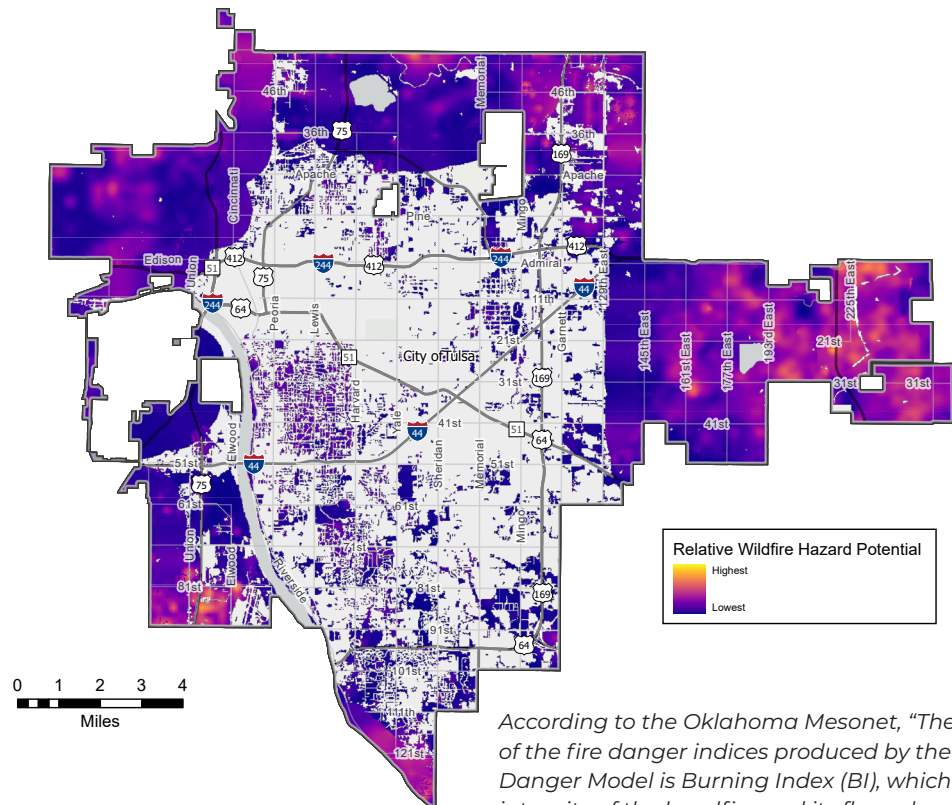 46th
Memorial
36th
75
36th
169
Apache
Cincinnati
Apache
Mingo
Pine
Edison
Union
51
412
75
244
412
244
Admiral
412
44
129th East
244
64
Peoria
Lewis
11th
Garnett
145th East
161st East
177th East
193rd East
225th East
21st
21st
51
City of Tulsa
31st
169
31st
31st
Harvard
Yale
44
41st
Sheridan
Memorial
51
64
41st
Elwood
51st
44
51st
75
61st
61st
Mingo
Union
Elwood
71st
Riverside
81st
81st
169
91st
64
101st
111th
121st
Relative Wildfire Hazard Potential
Highest
Lowest
0 1 2 3 4
Miles
According to the Oklahoma Mesonet, “The
of the fire danger indices produced by the
Danger Model is Burning Index (BI), which